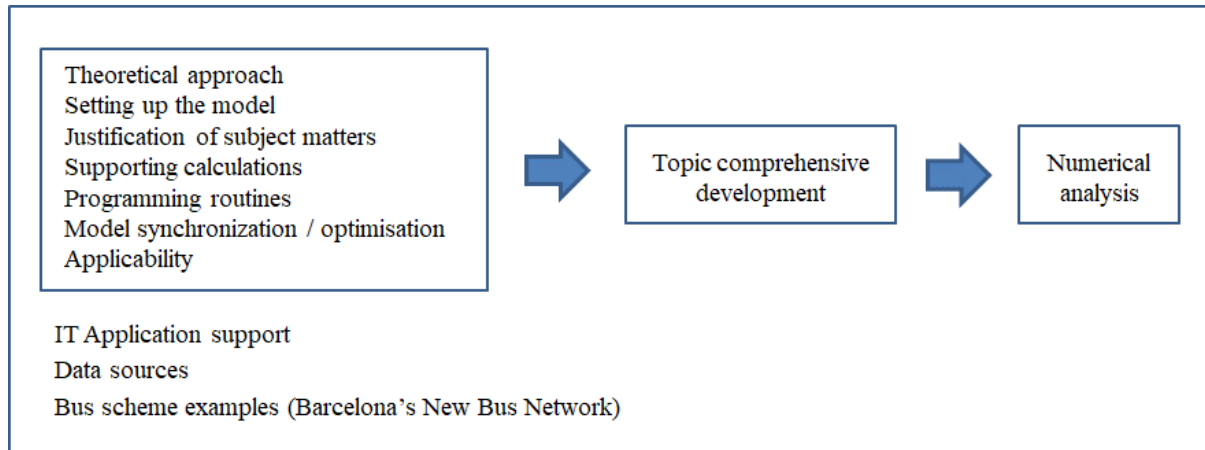 Theoretical approach
Setting up the model
Justification of subject matters
Supporting calculations
Programming routines
Model synchronization / optimisation
Applicability
Topic comprehensive
development
Numerical
analysis
IT Application support
Data sources
Bus scheme examples (Barcelona's New Bus Network)